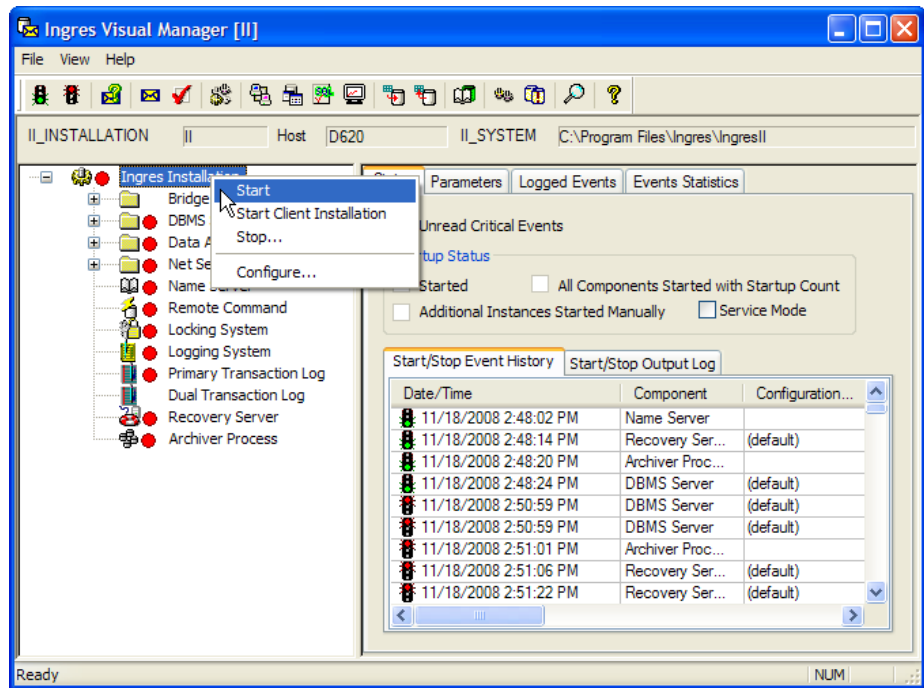 Ingres Visual Manager [II]
File View Help
II_INSTALLATION II Host D620 II_SYSTEM C:\Program Files\Ingres\IngresII
Ingres Installation
Bridge
DBMS
Data A
Net Se
Name Server
Remote Command
Locking System
Logging System
Primary Transaction Log
Dual Transaction Log
Recovery Server
Archiver Process
Start
Start Client Installation
Stop...
Configure...
Parameters Logged Events Events Statistics
Unread Critical Events
tup Status
Started All Components Started with Startup Count
Additional Instances Started Manually Service Mode
Start/Stop Event History Start/Stop Output Log
Date/Time Component Configuration...
11/18/2008 2:48:02 PM Name Server
11/18/2008 2:48:14 PM Recovery Ser... (default)
11/18/2008 2:48:20 PM Archiver Proc...
11/18/2008 2:48:24 PM DBMS Server (default)
11/18/2008 2:50:59 PM DBMS Server (default)
11/18/2008 2:50:59 PM DBMS Server (default)
11/18/2008 2:51:01 PM Archiver Proc...
11/18/2008 2:51:06 PM Recovery Ser... (default)
11/18/2008 2:51:22 PM Recovery Ser... (default)
Ready NUM